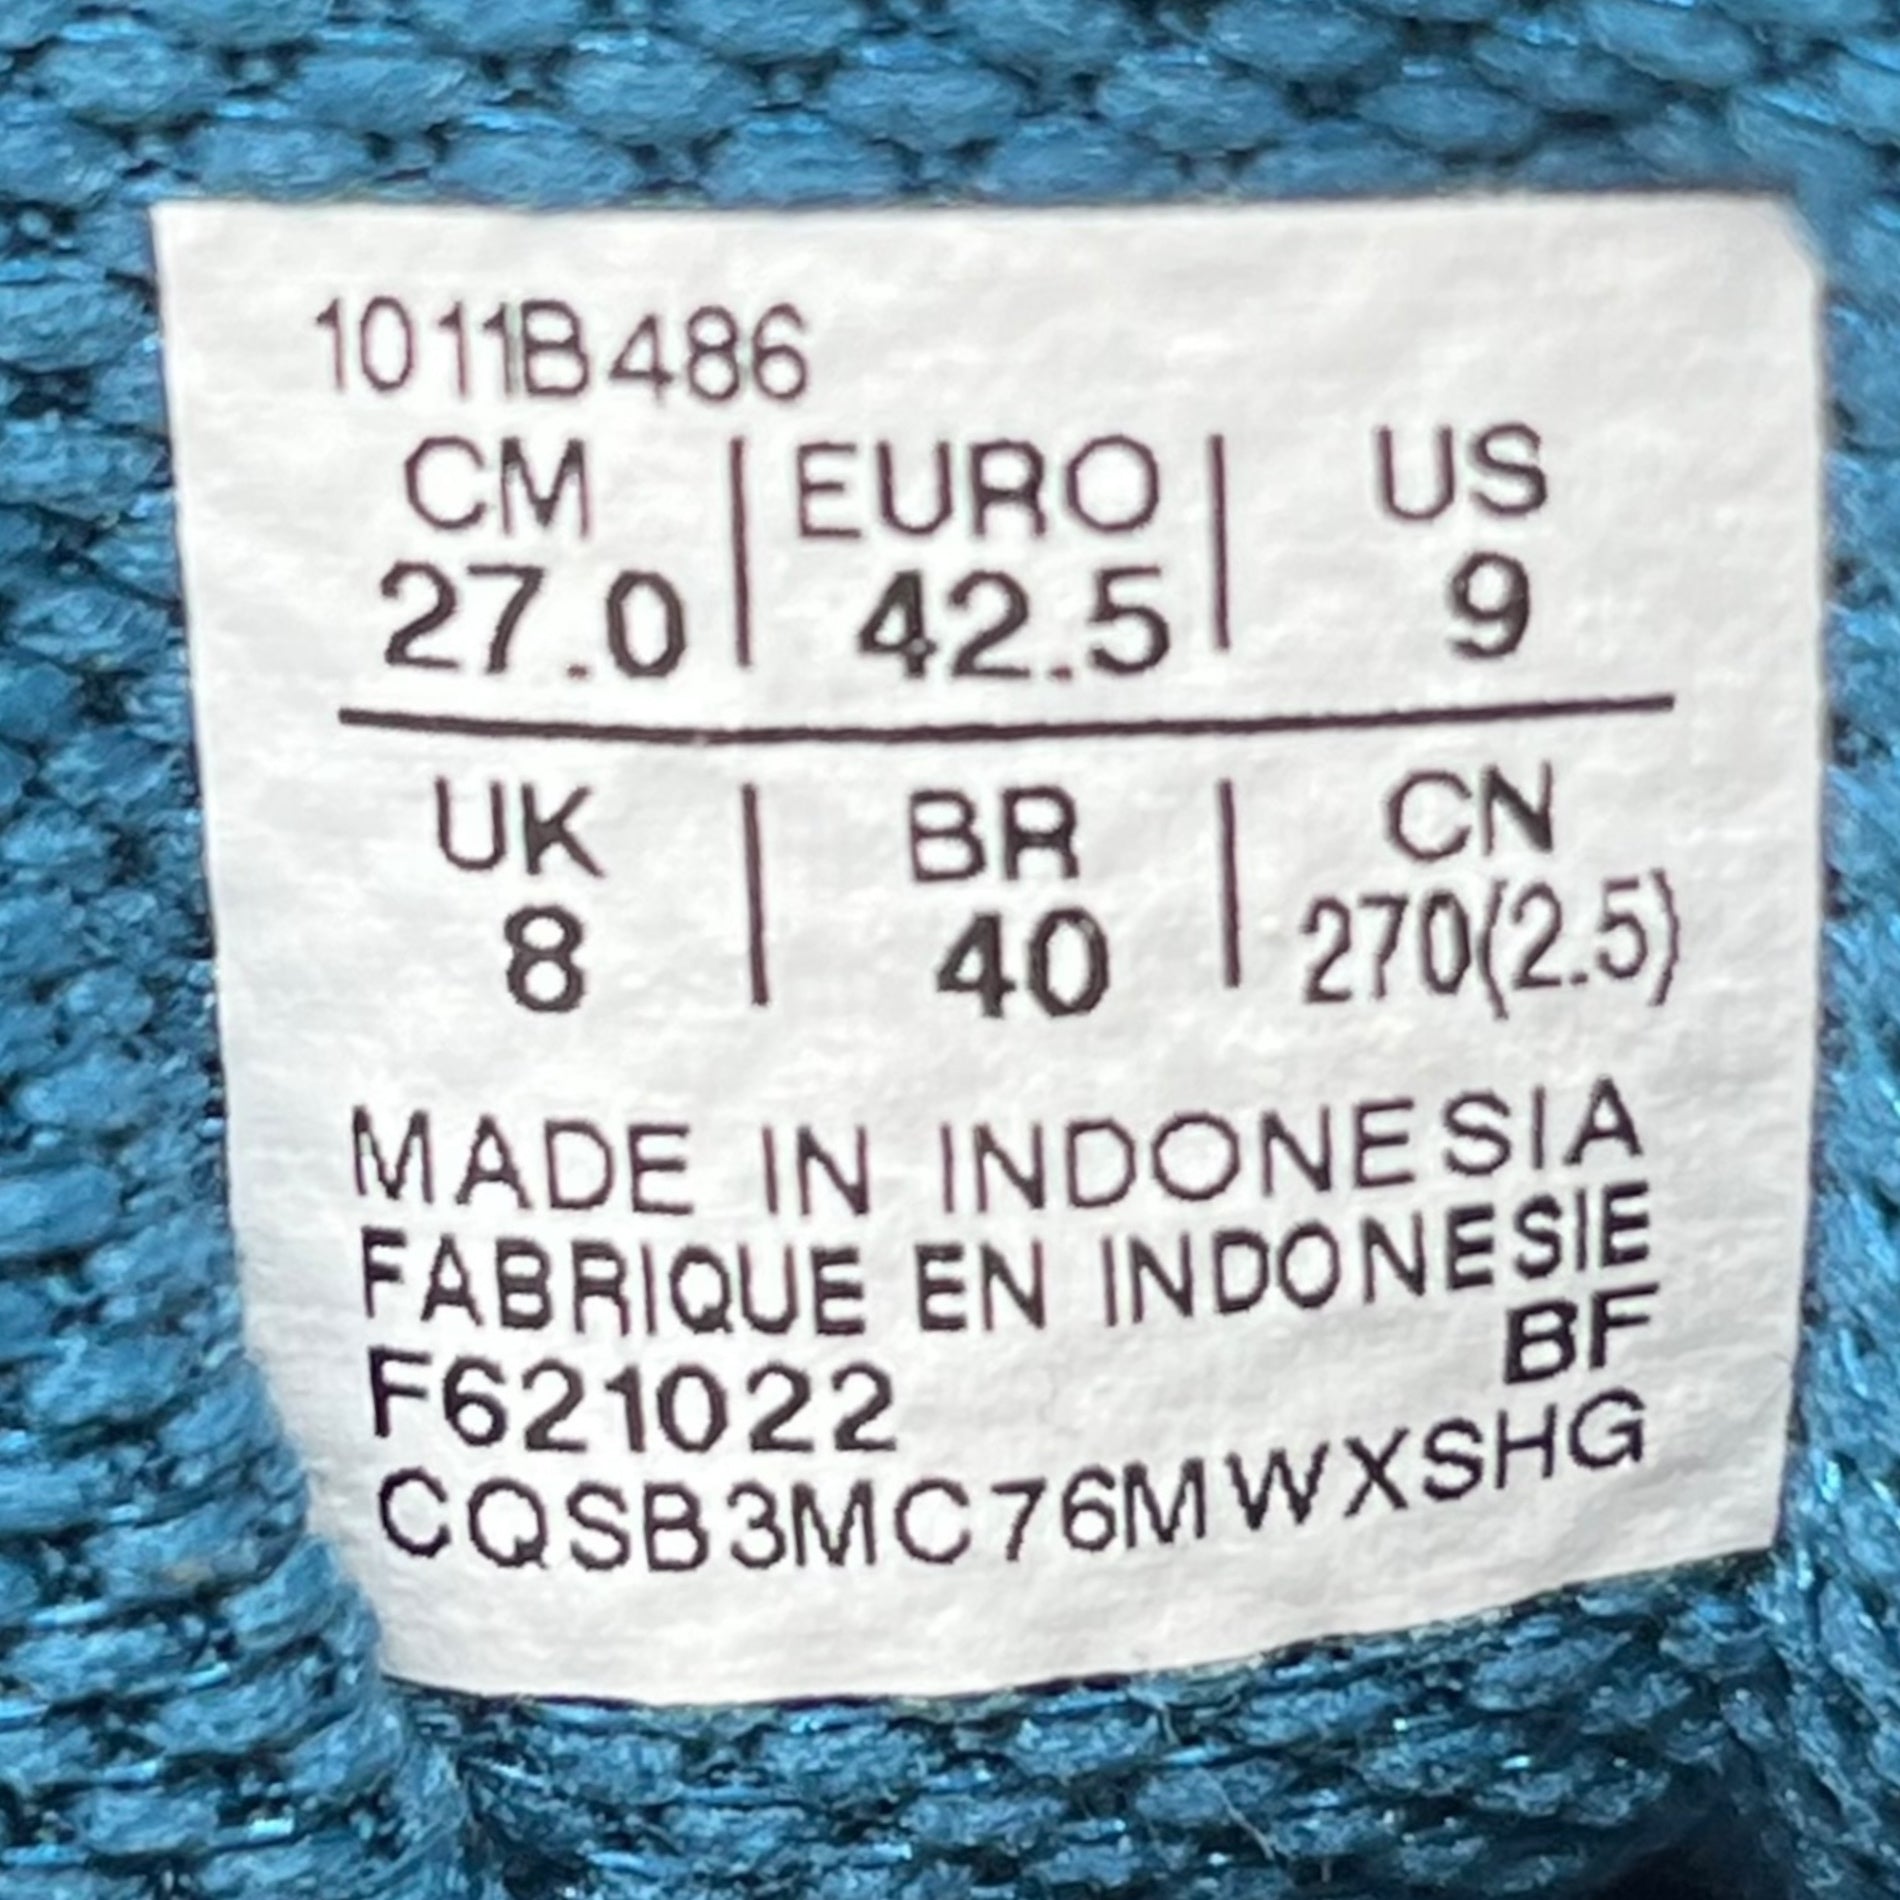 1011B486
CM | EURO | US
27.0 | 42.5 | 9
UK | BR | CN
8 | 40 | 270(2.5)
MADE IN INDONESIA
FABRIQUE EN INDONESIE
BF
F621022
CQSB3MC76MWXSHG